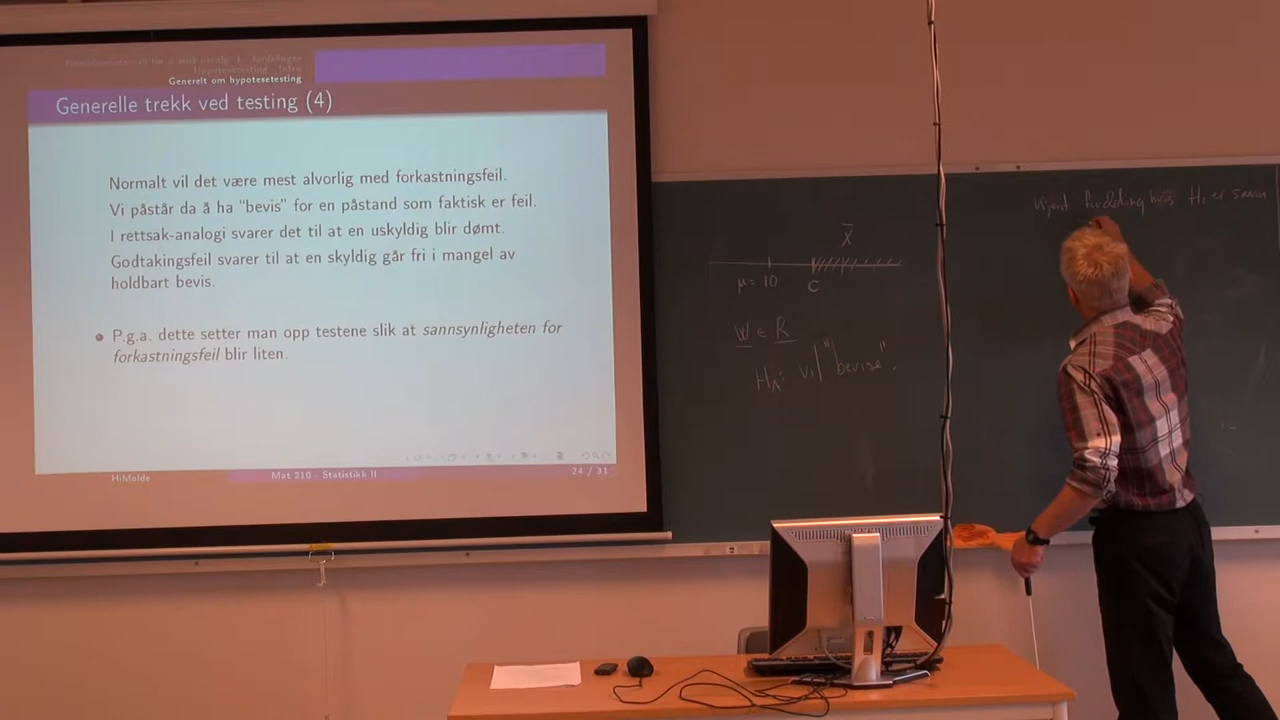 Generelt om hypotesetesting
Generelle trekk ved testing (4)
Normalt vil det være mest alvorlig med forkastningsfeil.
Vi påstår da å ha “bevis” for en påstand som faktisk er feil.
I rettsak-analogi svarer det til at en uskyldig blir dømt.
Godtakingsfeil svarer til at en skyldig går fri i mangel av
holdbart bevis.
P.g.a. dette setter man opp testene slik at sannsynligheten for
forkastningsfeil blir liten.
HiMolde
Mat 210 - Statistikk II
24 / 31
X̄
μ = 10
C
W ∈ R
H_A: vil "bevise".
Kjent fordeling hvis H₀ er sann